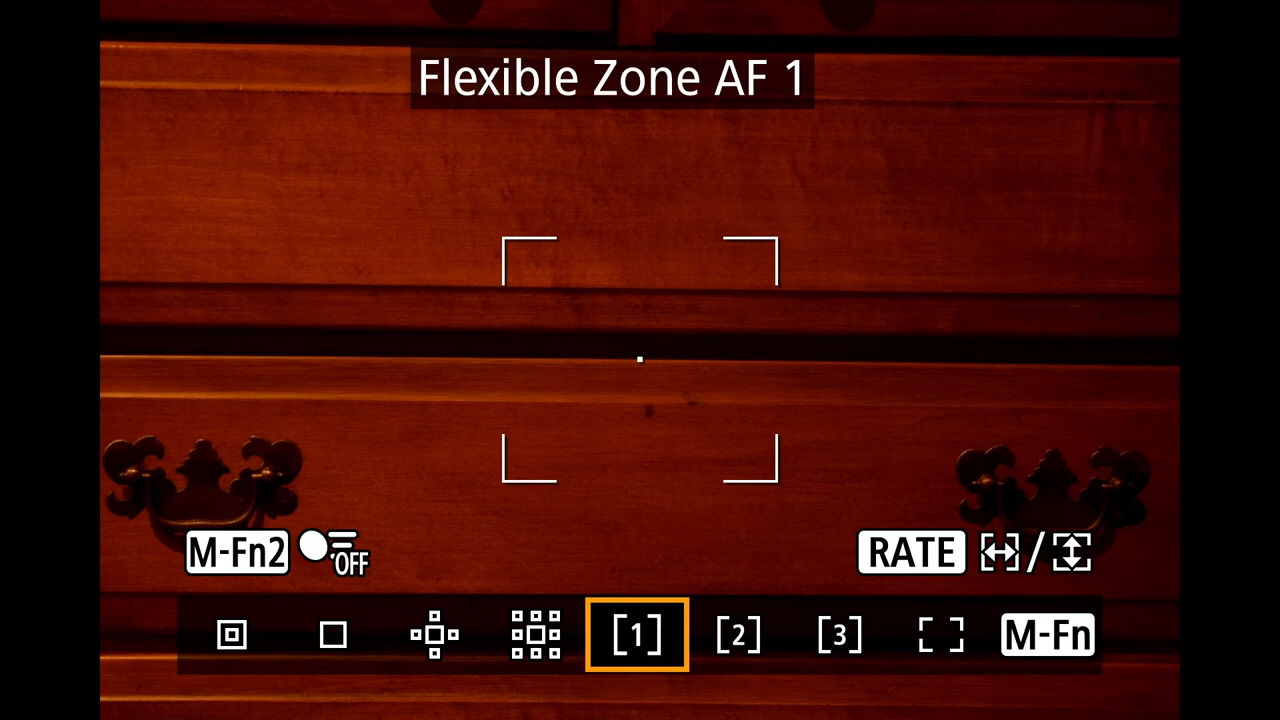 Flexible Zone AF 1
M-Fn2 OFF RATE /
[1] [2] [3] M-Fn